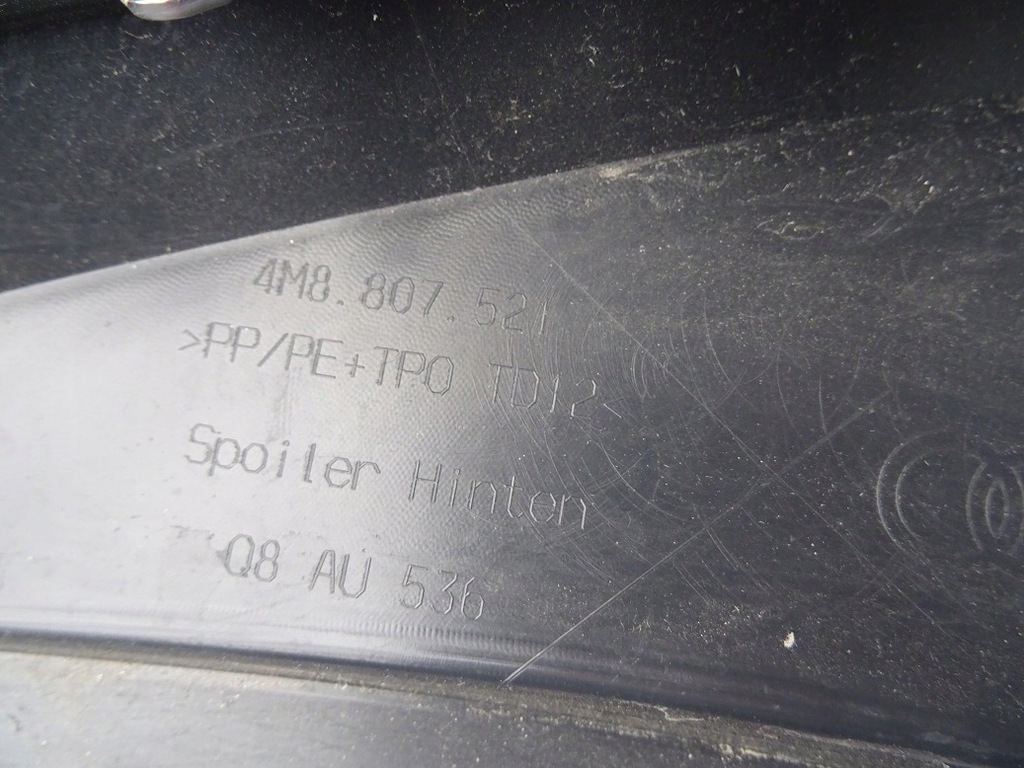 4M8.807.521
>PP/PE+TPO TD12<
Spoiler Hinten
Q8 AU 536